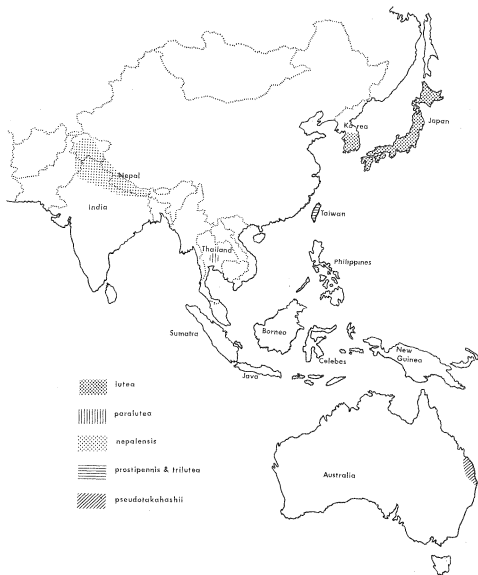 Korea
Japan
Nepal
India
Taiwan
Thailand
Philippines
Sumatra
Borneo
Celebes
New
Guinea
Java
lutea
paralutea
nepalensis
prostipennis & trilutea
pseudotakahashii
Australia